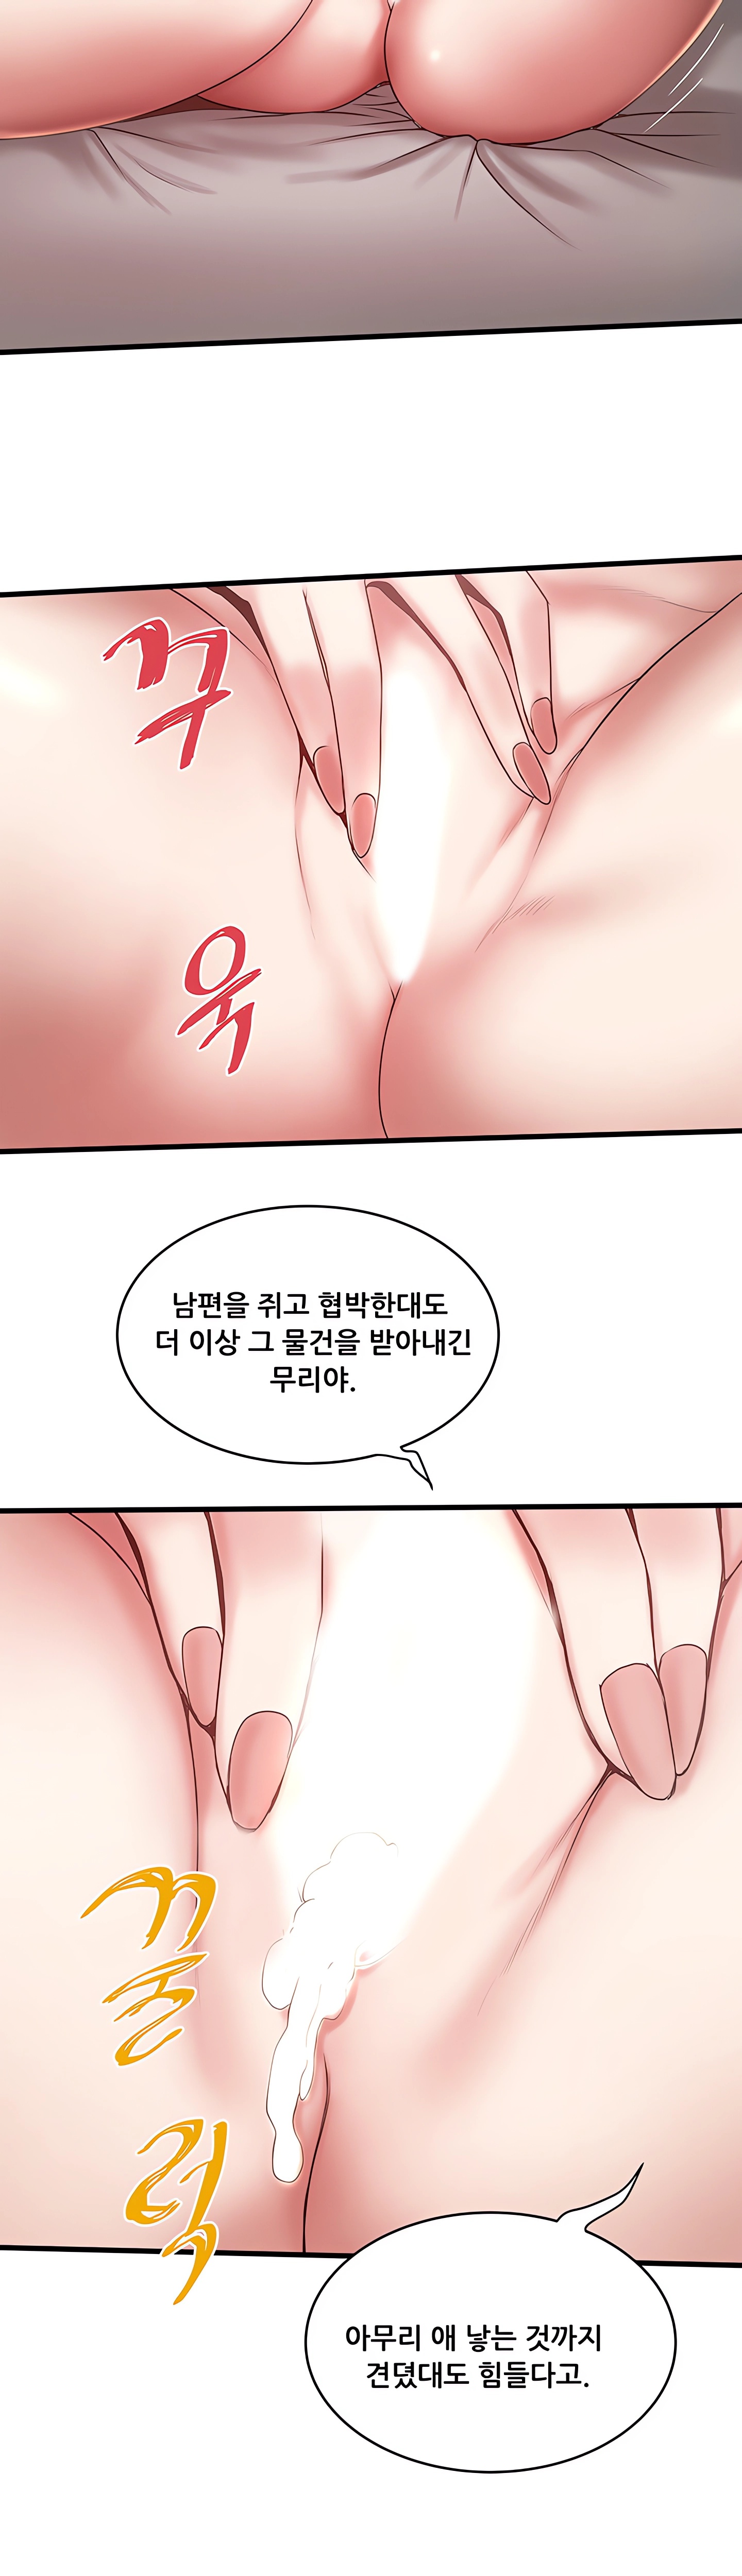 꾸
욱
남편을 쥐고 협박한대도
더 이상 그 물건을 받아내긴
무리야.
꿀
럭
아무리 애 낳는 것까지
견뎠대도 힘들다고.